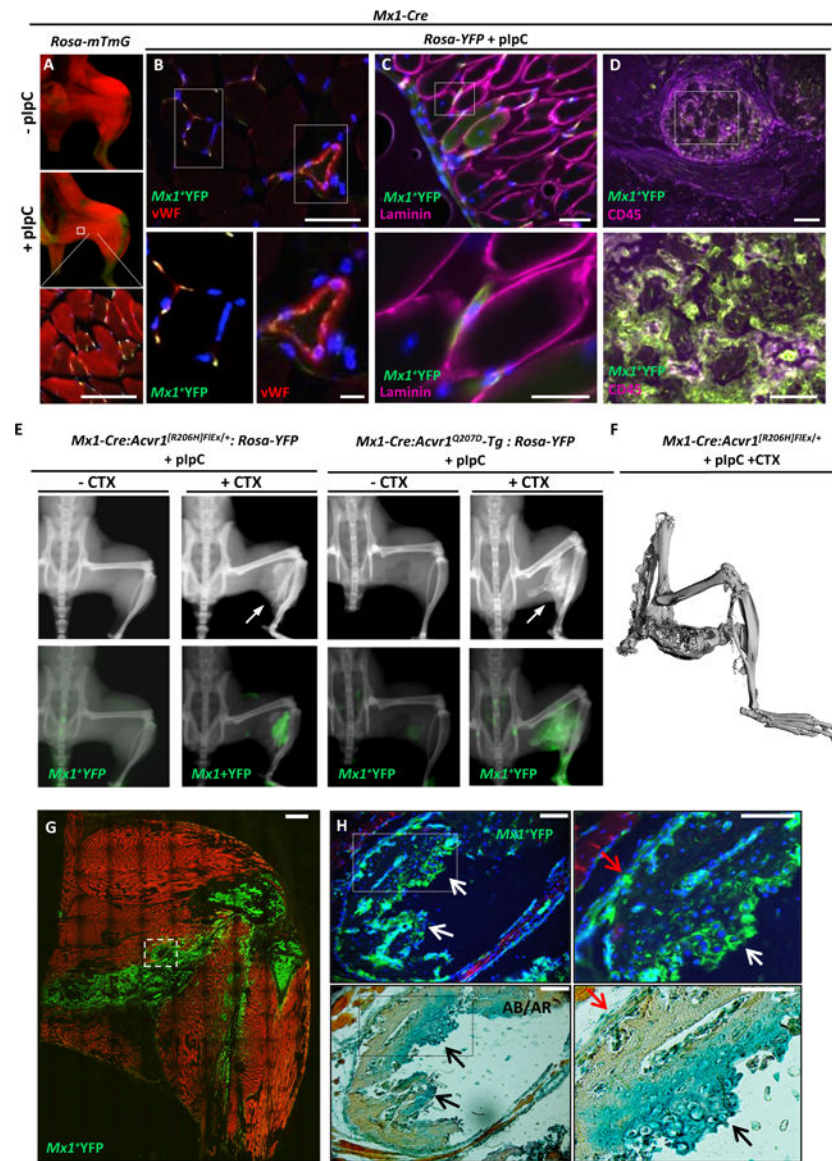 Mx1-Cre
Rosa-mTmG
Rosa-YFP + pIpC
A
B
C
D
- pIpC
+ pIpC
Mx1⁺YFP
vWF
Mx1⁺YFP
Laminin
Mx1⁺YFP
CD45
Mx1⁺YFP
vWF
Mx1⁺YFP
Laminin
Mx1⁺YFP
CD45
E
Mx1-Cre:Acvr1[R206H]FlEx/+: Rosa-YFP
+ pIpC
Mx1-Cre:Acvr1Q207D-Tg : Rosa-YFP
+ pIpC
F
Mx1-Cre:Acvr1[R206H]FlEx/+
+ pIpC +CTX
- CTX
+ CTX
- CTX
+ CTX
Mx1⁺YFP
Mx1+YFP
Mx1⁺YFP
Mx1⁺YFP
G
H
Mx1⁺YFP
AB/AR
Mx1⁺YFP